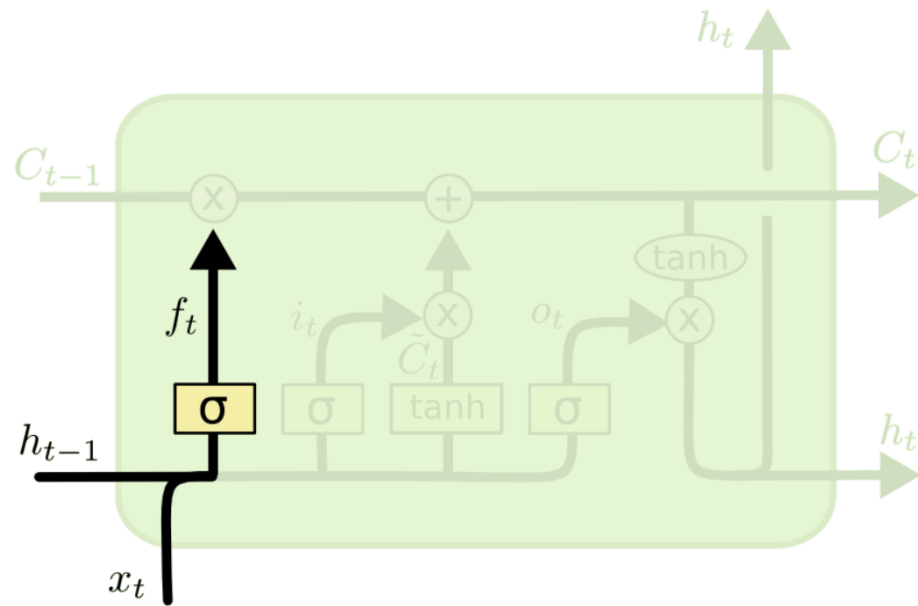 h_t
C_{t-1}
C_t
x
+
tanh
f_t
i_t
x
o_t
x
C̃_t
σ
σ
tanh
σ
h_{t-1}
h_t
x_t